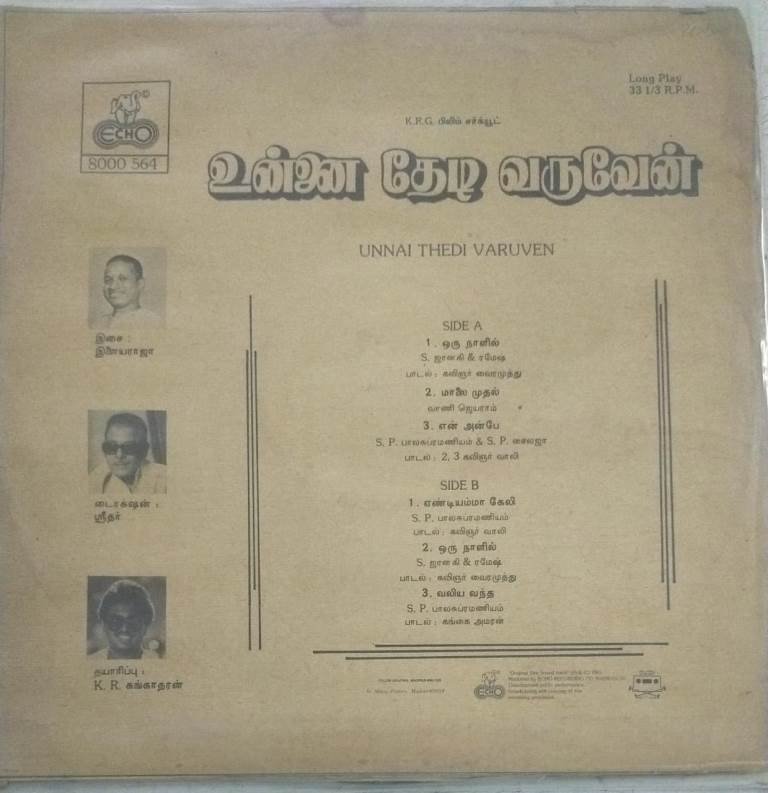 Long Play
33 1/3 R.P.M.
ECHO
8000 564
K.R.G. பிலிம் சர்க்யூட்
உன்னை தேடி வருவேன்
UNNAI THEDI VARUVEN
இசை :
இளையராஜா
டைரக்ஷன் :
ஸ்ரீதர்
தயாரிப்பு :
K. R. கங்காதரன்
SIDE A
1. ஒரு நாளில்
S. ஜானகி & ரமேஷ்
பாடல் : கவிஞர் வைரமுத்து
2. மாலை முதல்
வாணி ஜெயராம்
3. என் அன்பே
S. P. பாலசுப்ரமணியம் & S. P. சைலஜா
பாடல் : 2, 3 கவிஞர் வாலி
SIDE B
1. ஏண்டியம்மா கேலி
S. P. பாலசுப்ரமணியம்
பாடல் : கவிஞர் வாலி
2. ஒரு நாளில்
S. ஜானகி & ரமேஷ்
பாடல் : கவிஞர் வைரமுத்து
3. வலிய வந்த
S. P. பாலசுப்ரமணியம்
பாடல் : கங்கை அமரன்
ECHO